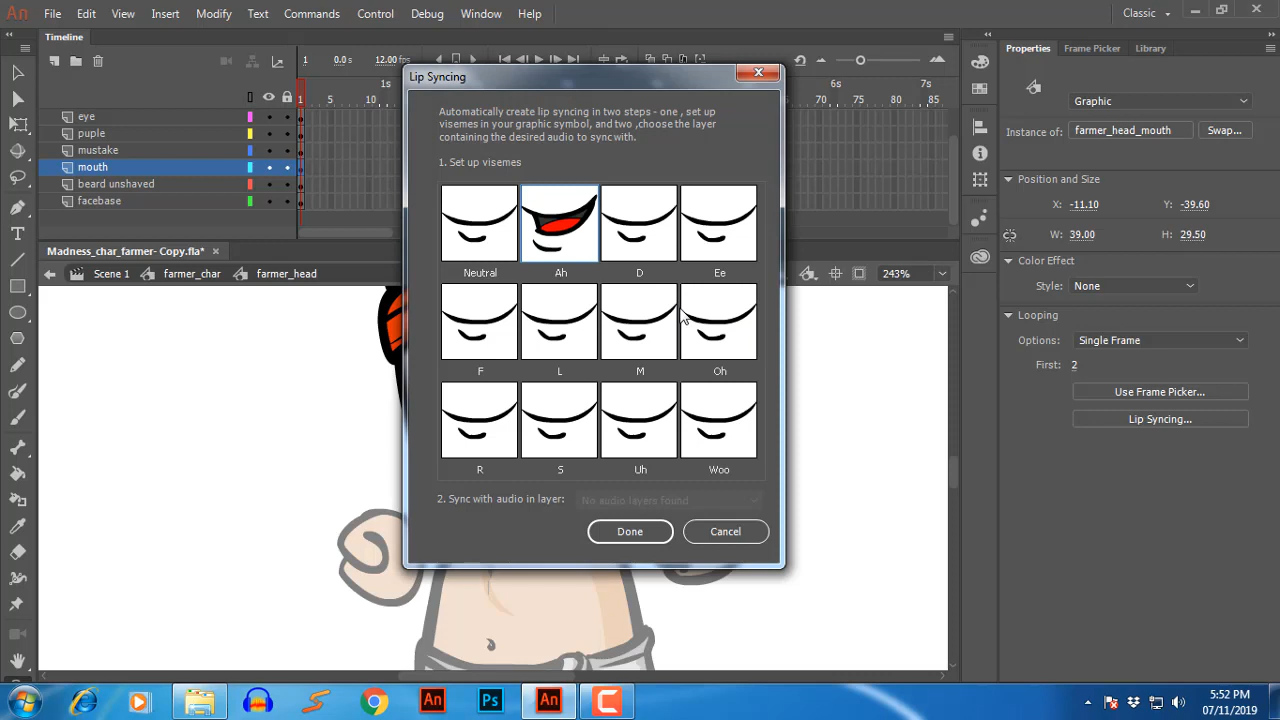 An File Edit View Insert Modify Text Commands Control Debug Window Help Classic
Timeline
1 0.0s 12.00 fps
1s 6s 7s
1 5 10 70 75 80 85
eye
puple
mustake
mouth
beard unshaved
facebase
Madness_char_farmer- Copy.fla*
Scene 1 farmer_char farmer_head 243%
Lip Syncing
Automatically create lip syncing in two steps - one , set up
visemes in your graphic symbol, and two ,choose the layer
containing the desired audio to sync with.
1. Set up visemes
Neutral Ah D Ee
F L M Oh
R S Uh Woo
2. Sync with audio in layer: No audio layers found
Done Cancel
Properties Frame Picker Library
Graphic
Instance of: farmer_head_mouth Swap...
Position and Size
X: -11.10 Y: -39.60
W: 39.00 H: 29.50
Color Effect
Style: None
Looping
Options: Single Frame
First: 2
Use Frame Picker...
Lip Syncing...
An Ps An
5:52 PM
07/11/2019